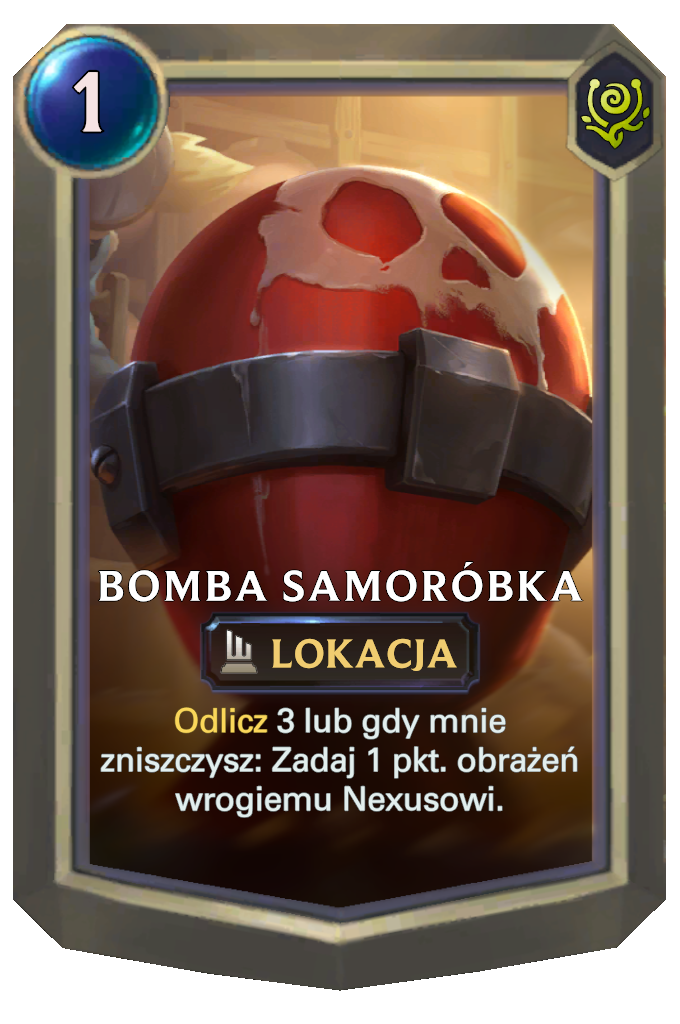 1
BOMBA SAMORÓBKA
LOKACJA
Odlicz 3 lub gdy mnie
zniszczysz: Zadaj 1 pkt. obrażeń
wrogiemu Nexusowi.